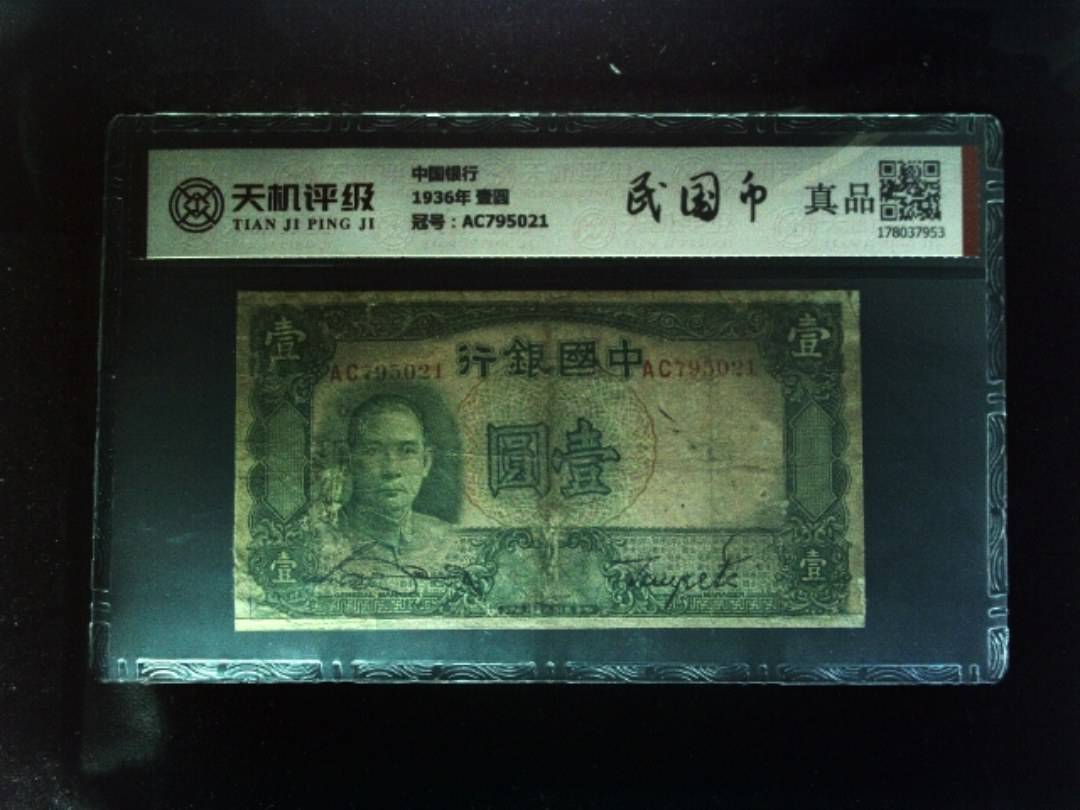 天机评级
TIAN JI PING JI
中国银行
1936年 壹圆
冠号：AC795021
民国币
真品
178037953
壹
壹
行銀國中
AC795021
AC795021
圓壹
壹
壹